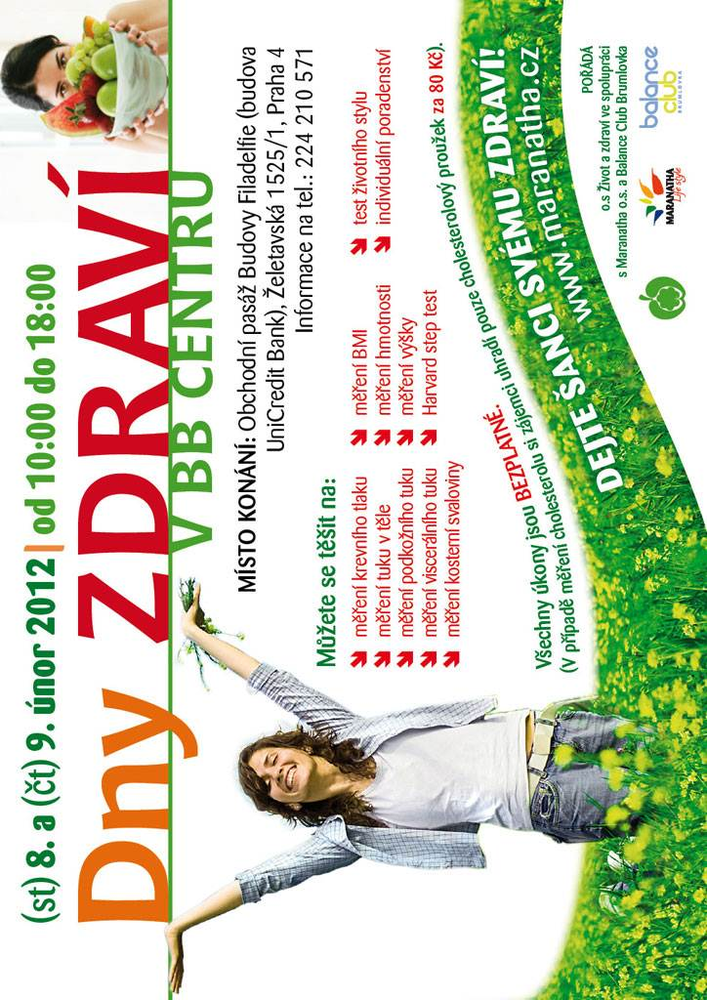 (st) 8. a (čt) 9. únor 2012 | od 10:00 do 18:00
Dny ZDRAVÍ
V BB CENTRU
MÍSTO KONÁNÍ: Obchodní pasáž Budovy Filadelfie (budova
UniCredit Bank), Želetavská 1525/1, Praha 4
Informace na tel.: 224 210 571
Můžete se těšit na:
měření krevního tlaku
měření tuku v těle
měření podkožního tuku
měření viscerálního tuku
měření kosterní svaloviny
měření BMI
měření hmotnosti
měření výšky
Harvard step test
test životního stylu
individuální poradenství
Všechny úkony jsou BEZPLATNÉ.
(V případě měření cholesterolu si zájemci uhradí pouze cholesterolový proužek za 80 Kč).
DEJTE ŠANCI SVÉMU ZDRAVÍ!
www.maranatha.cz
POŘÁDÁ
o.s Život a zdraví ve spolupráci
s Maranatha o.s. a Balance Club Brumlovka
MARANATHA
Life style
balance
club
BRUMLOVKA